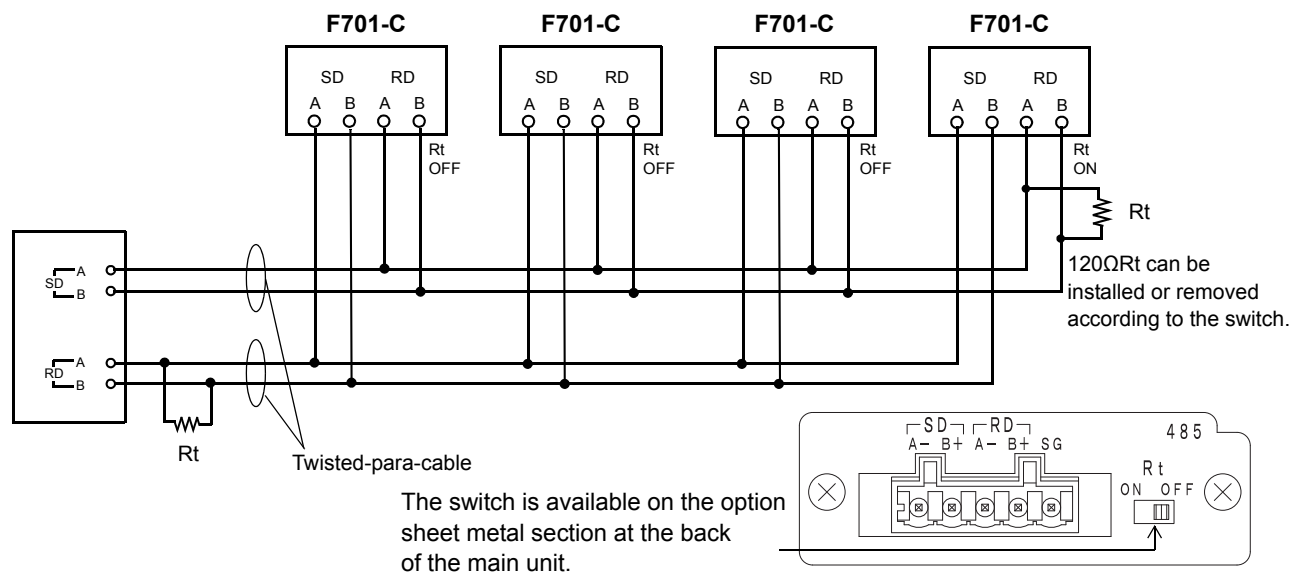 F701-C F701-C F701-C F701-C
SD RD SD RD SD RD SD RD
A B A B A B A B A B A B A B A B
Rt
OFF
Rt
OFF
Rt
OFF
Rt
ON
Rt
120ΩRt can be
installed or removed
according to the switch.
SD
A
B
RD
A
B
Rt
Twisted-para-cable
The switch is available on the option
sheet metal section at the back
of the main unit.
SD RD
A- B+ A- B+ SG
485
Rt
ON OFF